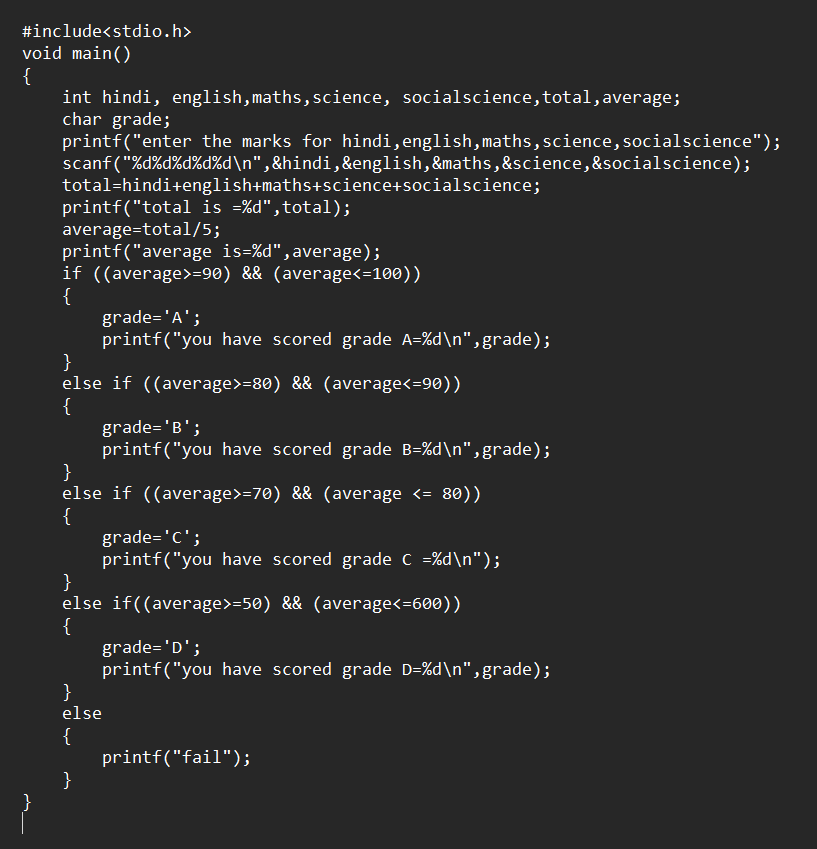 #include<stdio.h>
void main()
{
    int hindi, english,maths,science, socialscience,total,average;
    char grade;
    printf("enter the marks for hindi,english,maths,science,socialscience");
    scanf("%d%d%d%d%d\n",&hindi,&english,&maths,&science,&socialscience);
    total=hindi+english+maths+science+socialscience;
    printf("total is =%d",total);
    average=total/5;
    printf("average is=%d",average);
    if ((average>=90) && (average<=100))
    {
        grade='A';
        printf("you have scored grade A=%d\n",grade);
    }
    else if ((average>=80) && (average<=90))
    {
        grade='B';
        printf("you have scored grade B=%d\n",grade);
    }
    else if ((average>=70) && (average <= 80))
    {
        grade='C';
        printf("you have scored grade C =%d\n");
    }
    else if((average>=50) && (average<=600))
    {
        grade='D';
        printf("you have scored grade D=%d\n",grade);
    }
    else
    {
        printf("fail");
    }
}